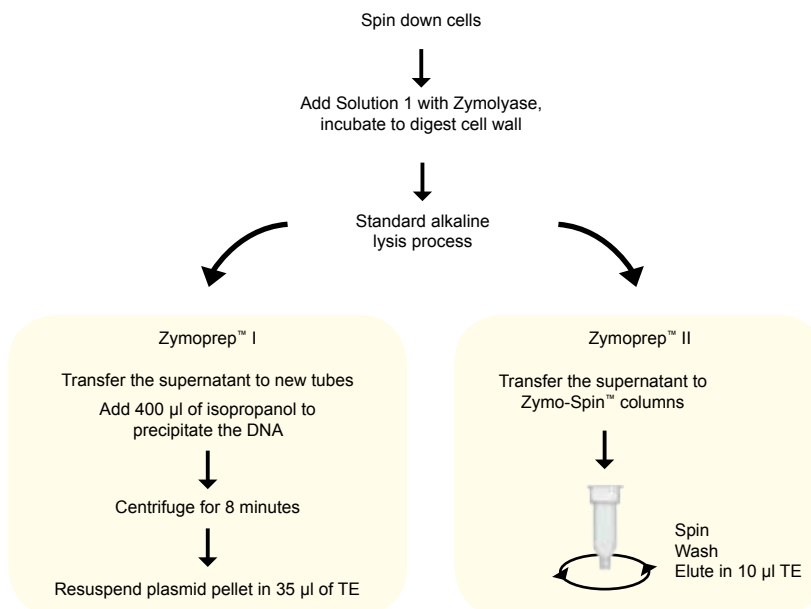 Spin down cells
Add Solution 1 with Zymolyase,
incubate to digest cell wall
Standard alkaline
lysis process
Zymoprep™ I
Transfer the supernatant to new tubes
Add 400 µl of isopropanol to
precipitate the DNA
Centrifuge for 8 minutes
Resuspend plasmid pellet in 35 µl of TE
Zymoprep™ II
Transfer the supernatant to
Zymo-Spin™ columns
Spin
Wash
Elute in 10 µl TE